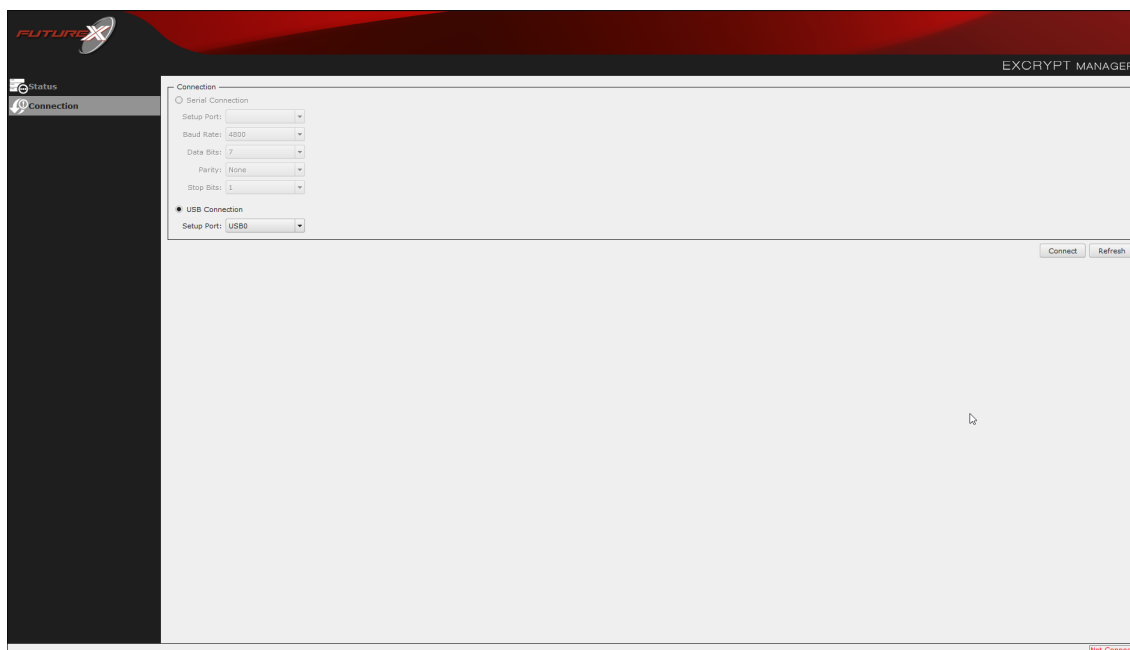 FUTUREX
EXCRYPT MANAGER
Status
Connection
Connection
Serial Connection
Setup Port:
Baud Rate: 4800
Data Bits: 7
Parity: None
Stop Bits: 1
USB Connection
Setup Port: USB0
Connect Refresh
Not